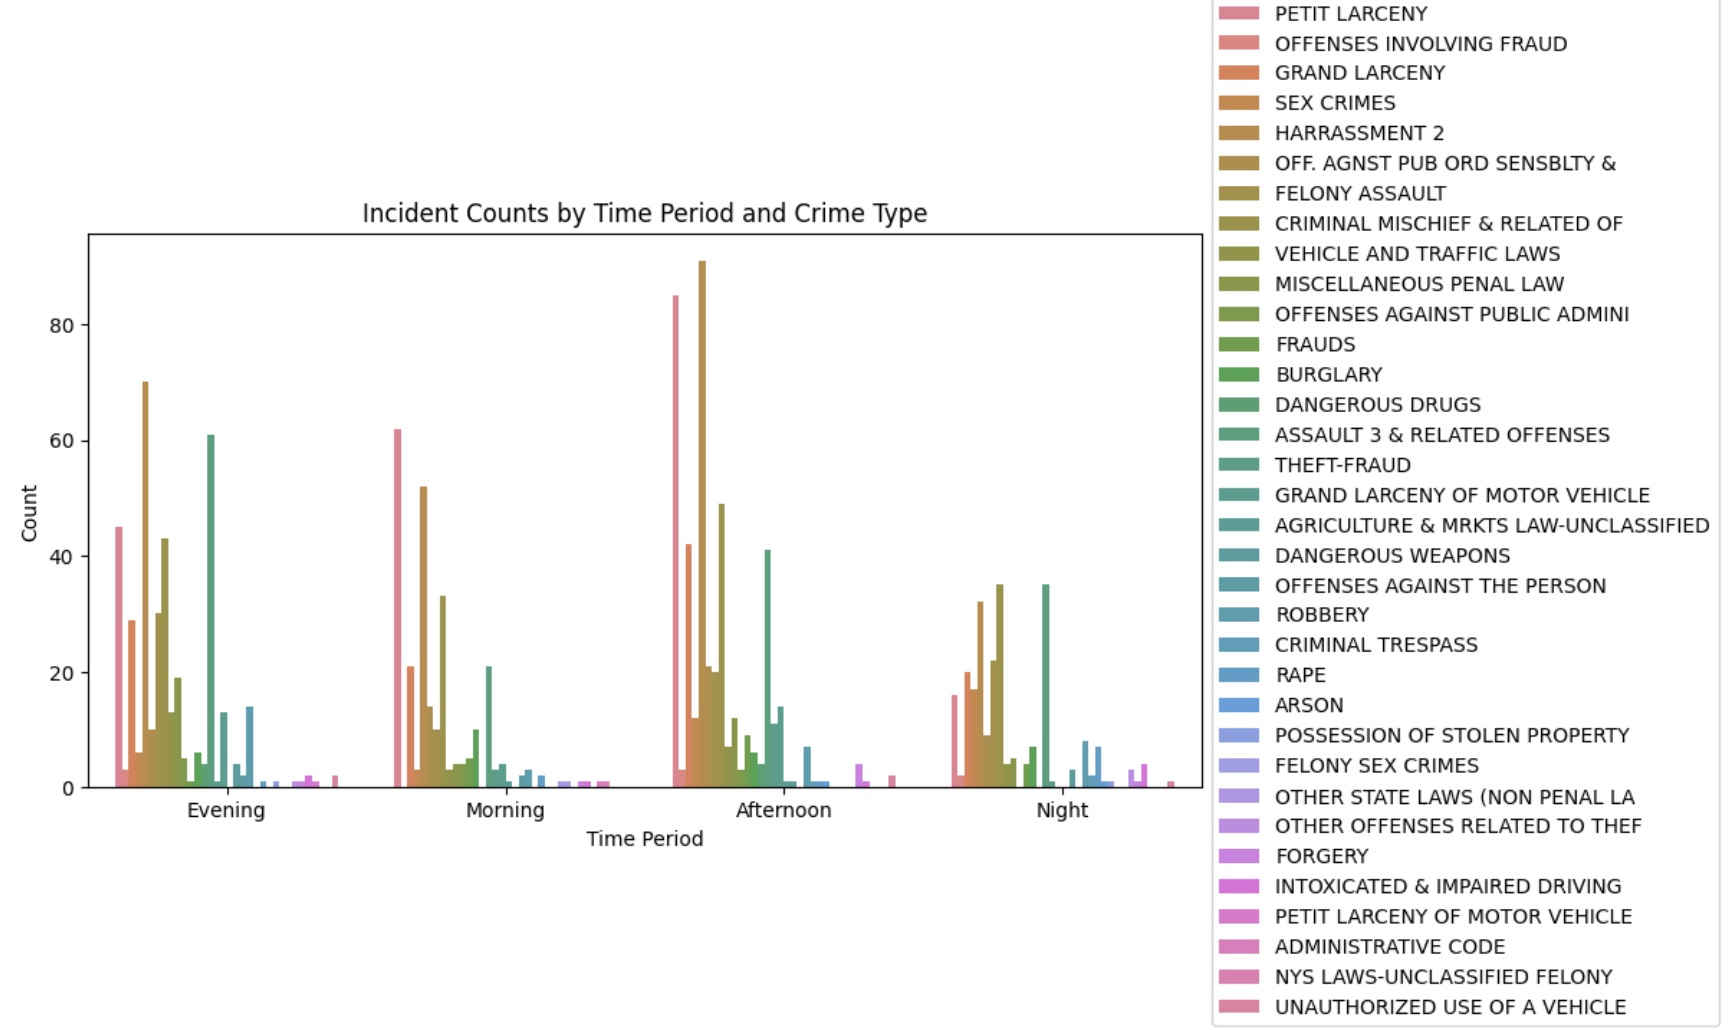 Incident Counts by Time Period and Crime Type
Count
80
60
40
20
0
Evening
Morning
Afternoon
Night
Time Period
PETIT LARCENY
OFFENSES INVOLVING FRAUD
GRAND LARCENY
SEX CRIMES
HARRASSMENT 2
OFF. AGNST PUB ORD SENSBLTY &
FELONY ASSAULT
CRIMINAL MISCHIEF & RELATED OF
VEHICLE AND TRAFFIC LAWS
MISCELLANEOUS PENAL LAW
OFFENSES AGAINST PUBLIC ADMINI
FRAUDS
BURGLARY
DANGEROUS DRUGS
ASSAULT 3 & RELATED OFFENSES
THEFT-FRAUD
GRAND LARCENY OF MOTOR VEHICLE
AGRICULTURE & MRKTS LAW-UNCLASSIFIED
DANGEROUS WEAPONS
OFFENSES AGAINST THE PERSON
ROBBERY
CRIMINAL TRESPASS
RAPE
ARSON
POSSESSION OF STOLEN PROPERTY
FELONY SEX CRIMES
OTHER STATE LAWS (NON PENAL LA
OTHER OFFENSES RELATED TO THEF
FORGERY
INTOXICATED & IMPAIRED DRIVING
PETIT LARCENY OF MOTOR VEHICLE
ADMINISTRATIVE CODE
NYS LAWS-UNCLASSIFIED FELONY
UNAUTHORIZED USE OF A VEHICLE